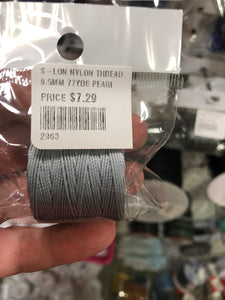 S-LON NYLON THREAD
0.5MM 77YDS PEARL
PRICE $7.29
2963